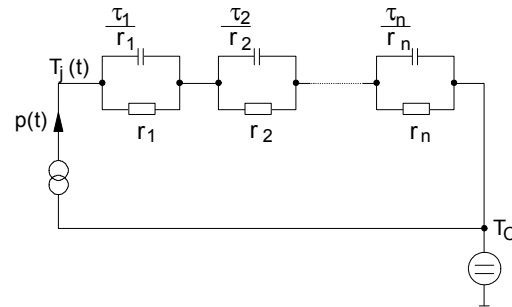 τ1 τ2 τn
r1 r2 rn
Tj(t)
r1 r2 rn
p(t)
TC